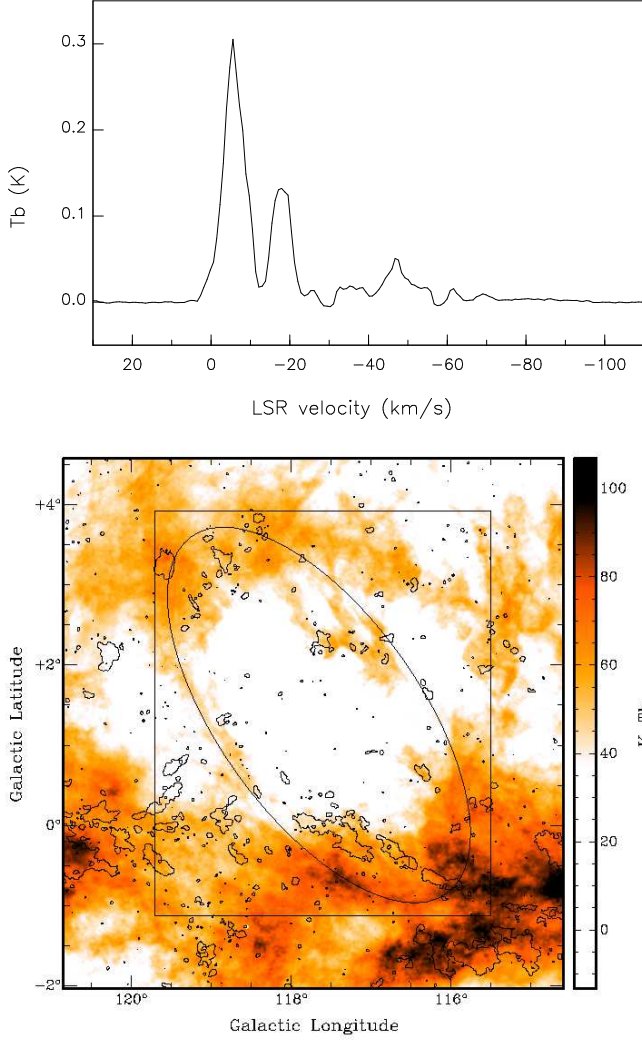 0.3
0.2
0.1
0.0
Tb (K)
20 0 −20 −40 −60 −80 −100
LSR velocity (km/s)
+4°
+2°
0°
−2°
Galactic Latitude
120° 118° 116°
Galactic Longitude
100
80
60
40
20
0